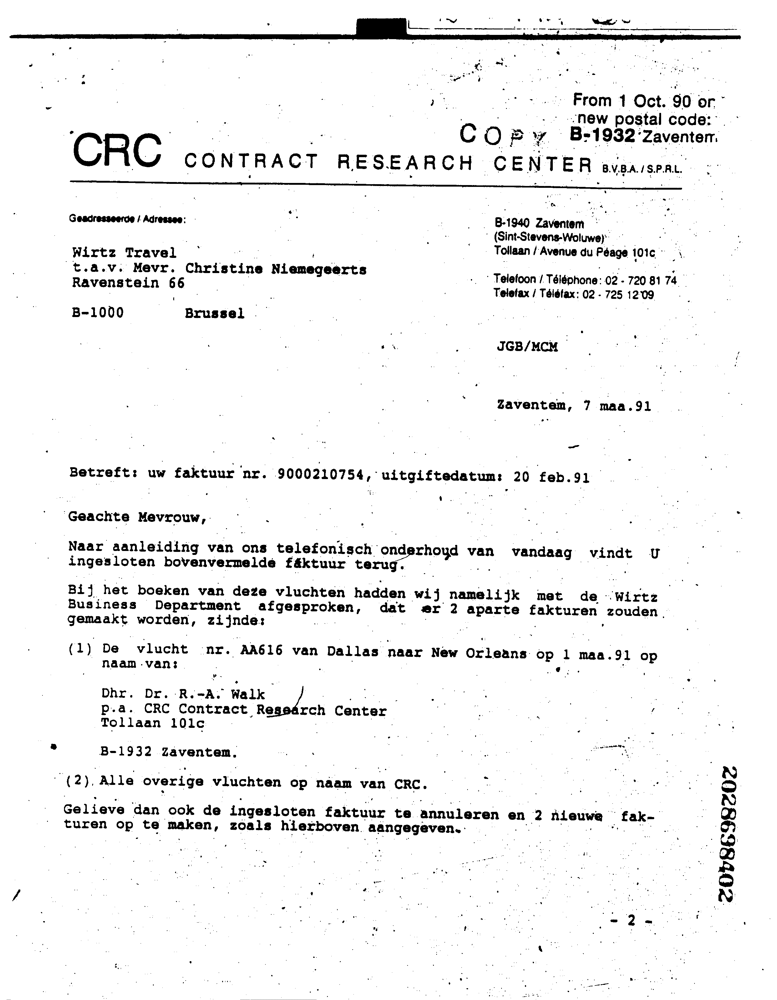 From 1 Oct. 90 on
new postal code:
COPY B-1932 Zaventem
CRC CONTRACT RESEARCH CENTER B.V.B.A. / S.P.R.L.
Geadresseerde / Adressee:
B-1940 Zaventem
(Sint-Stevens-Woluwe)
Tollaan / Avenue du Péage 101c
Telefoon / Téléphone: 02 - 720 81 74
Telefax / Téléfax: 02 - 725 12 09
Wirtz Travel
t.a.v. Mevr. Christine Niemegeerts
Ravenstein 66
B-1000 Brussel
JGB/MCM
Zaventem, 7 maa.91
Betreft: uw faktuur nr. 9000210754, uitgiftedatum: 20 feb.91
Geachte Mevrouw,
Naar aanleiding van ons telefonisch onderhoud van vandaag vindt U
ingesloten bovenvermelde faktuur terug.
Bij het boeken van deze vluchten hadden wij namelijk met de Wirtz
Business Department afgesproken, dat er 2 aparte fakturen zouden
gemaakt worden, zijnde:
(1) De vlucht nr. AA616 van Dallas naar New Orleans op 1 maa.91 op
naam van:
Dhr. Dr. R.-A. Walk
p.a. CRC Contract Research Center
Tollaan 101c
B-1932 Zaventem.
(2) Alle overige vluchten op naam van CRC.
Gelieve dan ook de ingesloten faktuur te annuleren en 2 nieuwe fak-
turen op te maken, zoals hierboven aangegeven.
- 2 -
2028698402